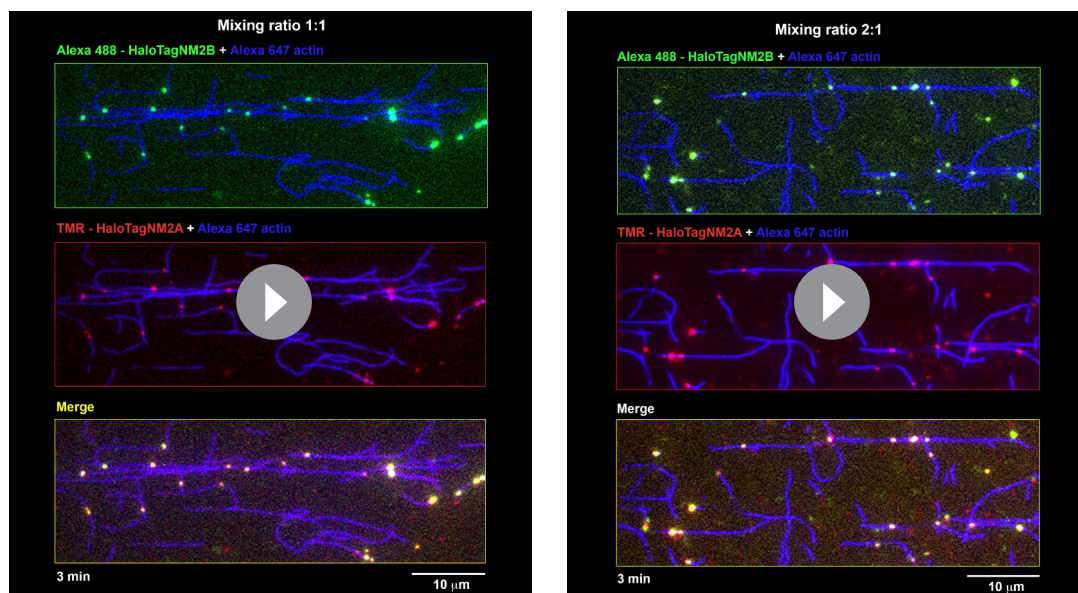 Mixing ratio 1:1
Alexa 488 - HaloTagNM2B + Alexa 647 actin
TMR - HaloTagNM2A + Alexa 647 actin
Merge
3 min
10 μm
Mixing ratio 2:1
Alexa 488 - HaloTagNM2B + Alexa 647 actin
TMR - HaloTagNM2A + Alexa 647 actin
Merge
3 min
10 μm